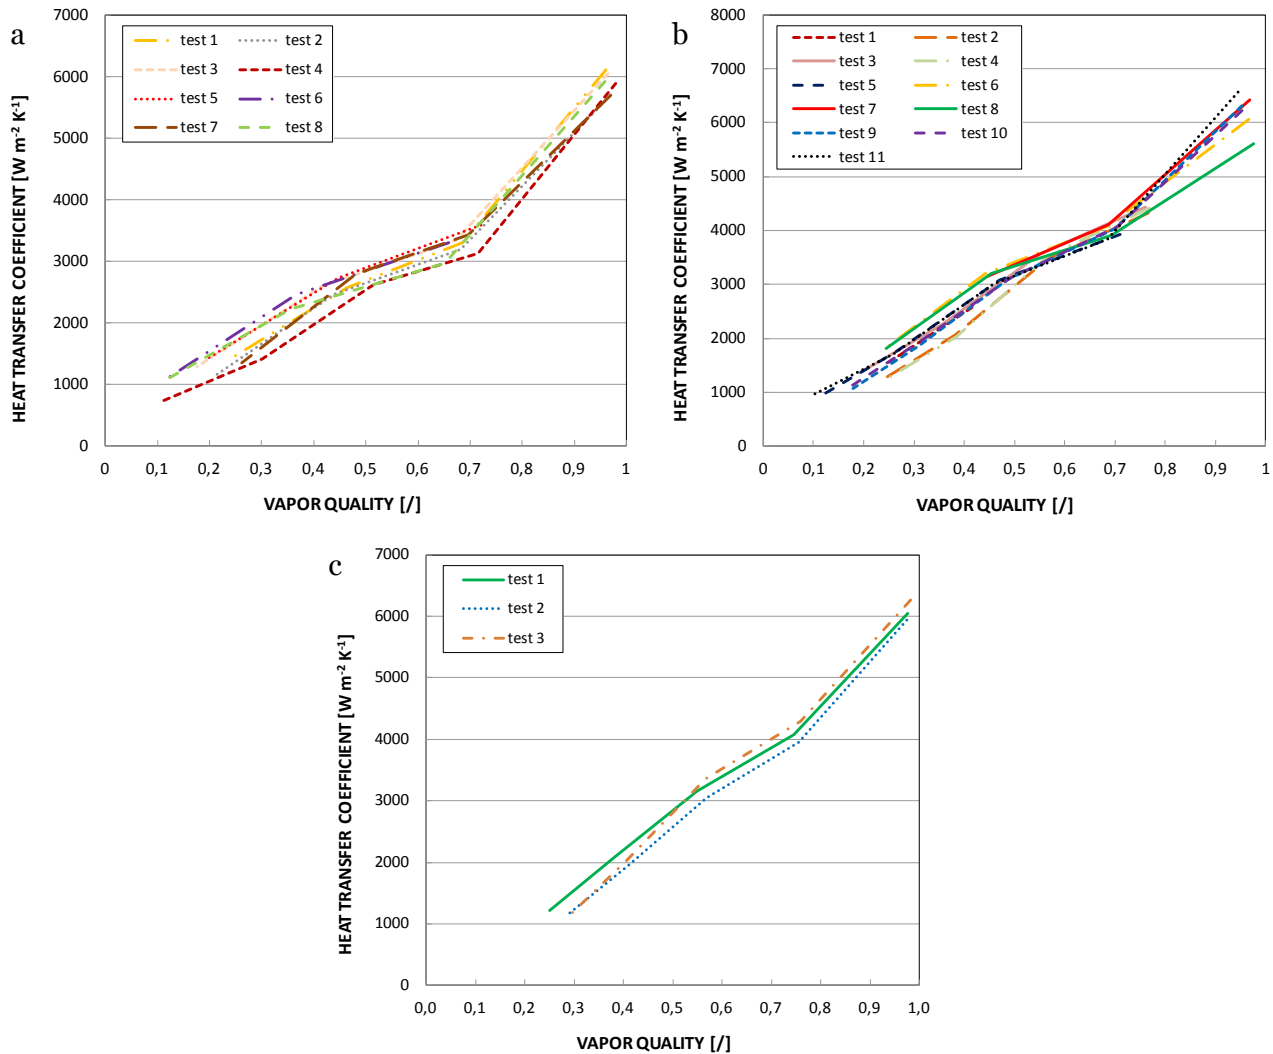 a
7000
6000
5000
4000
3000
2000
1000
0
HEAT TRANSFER COEFFICIENT [W m⁻² K⁻¹]
test 1 test 2
test 3 test 4
test 5 test 6
test 7 test 8
0 0,1 0,2 0,3 0,4 0,5 0,6 0,7 0,8 0,9 1
VAPOR QUALITY [/]
b
8000
7000
6000
5000
4000
3000
2000
1000
0
HEAT TRANSFER COEFFICIENT [W m⁻² K⁻¹]
test 1 test 2
test 3 test 4
test 5 test 6
test 7 test 8
test 9 test 10
test 11
0 0,1 0,2 0,3 0,4 0,5 0,6 0,7 0,8 0,9 1
VAPOR QUALITY [/]
c
7000
6000
5000
4000
3000
2000
1000
0
HEAT TRANSFER COEFFICIENT [W m⁻² K⁻¹]
test 1
test 2
test 3
0,0 0,1 0,2 0,3 0,4 0,5 0,6 0,7 0,8 0,9 1,0
VAPOR QUALITY [/]